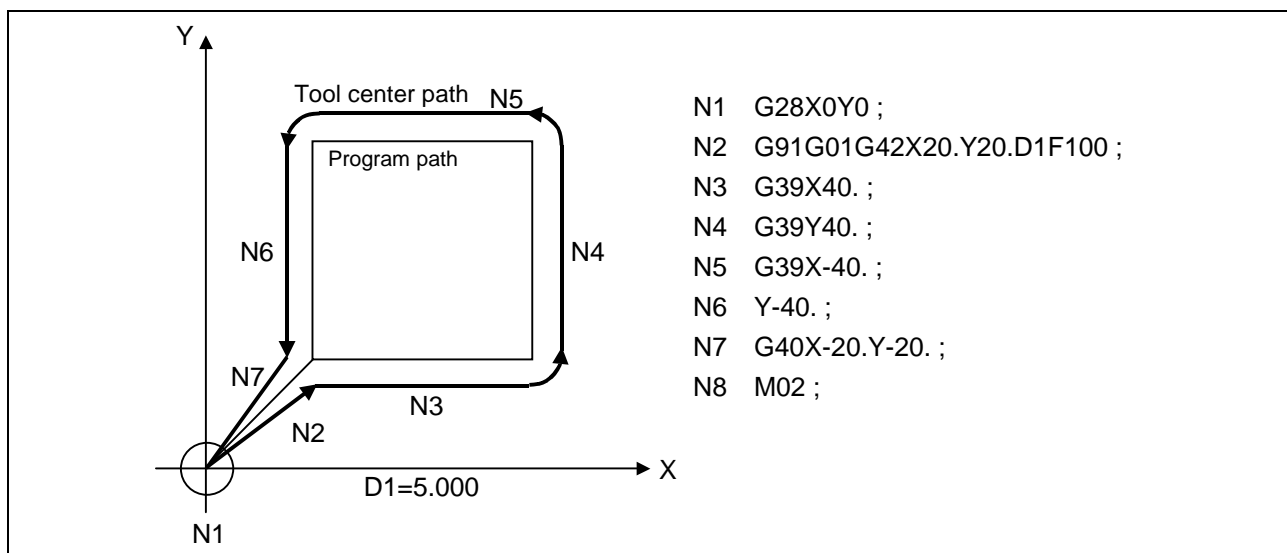 Y
Tool center path
N5
Program path
N6
N4
N7
N3
N2
X
D1=5.000
N1
N1 G28X0Y0 ;
N2 G91G01G42X20.Y20.D1F100 ;
N3 G39X40. ;
N4 G39Y40. ;
N5 G39X-40. ;
N6 Y-40. ;
N7 G40X-20.Y-20. ;
N8 M02 ;